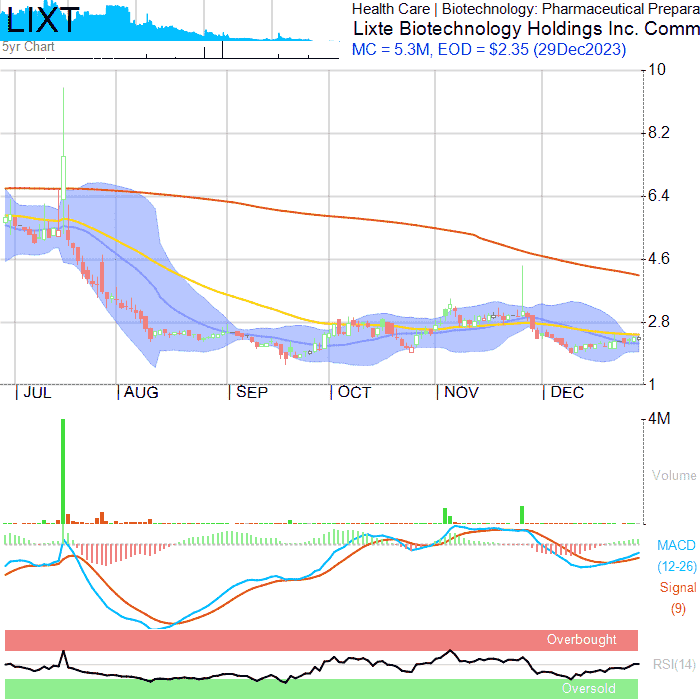 LIXT
5yr Chart
Health Care | Biotechnology: Pharmaceutical Prepara
Lixte Biotechnology Holdings Inc. Comm
MC = 5.3M, EOD = $2.35 (29Dec2023)
10
8.2
6.4
4.6
2.8
1
JUL AUG SEP OCT NOV DEC
4M
Volume
MACD
(12-26)
Signal
(9)
Overbought
RSI(14)
Oversold